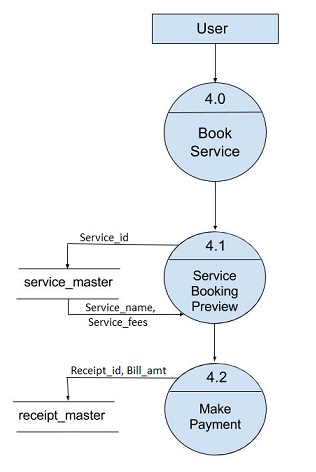 User
4.0
Book
Service
Service_id
4.1
Service
Booking
Preview
service_master
Service_name,
Service_fees
Receipt_id, Bill_amt
4.2
Make
Payment
receipt_master